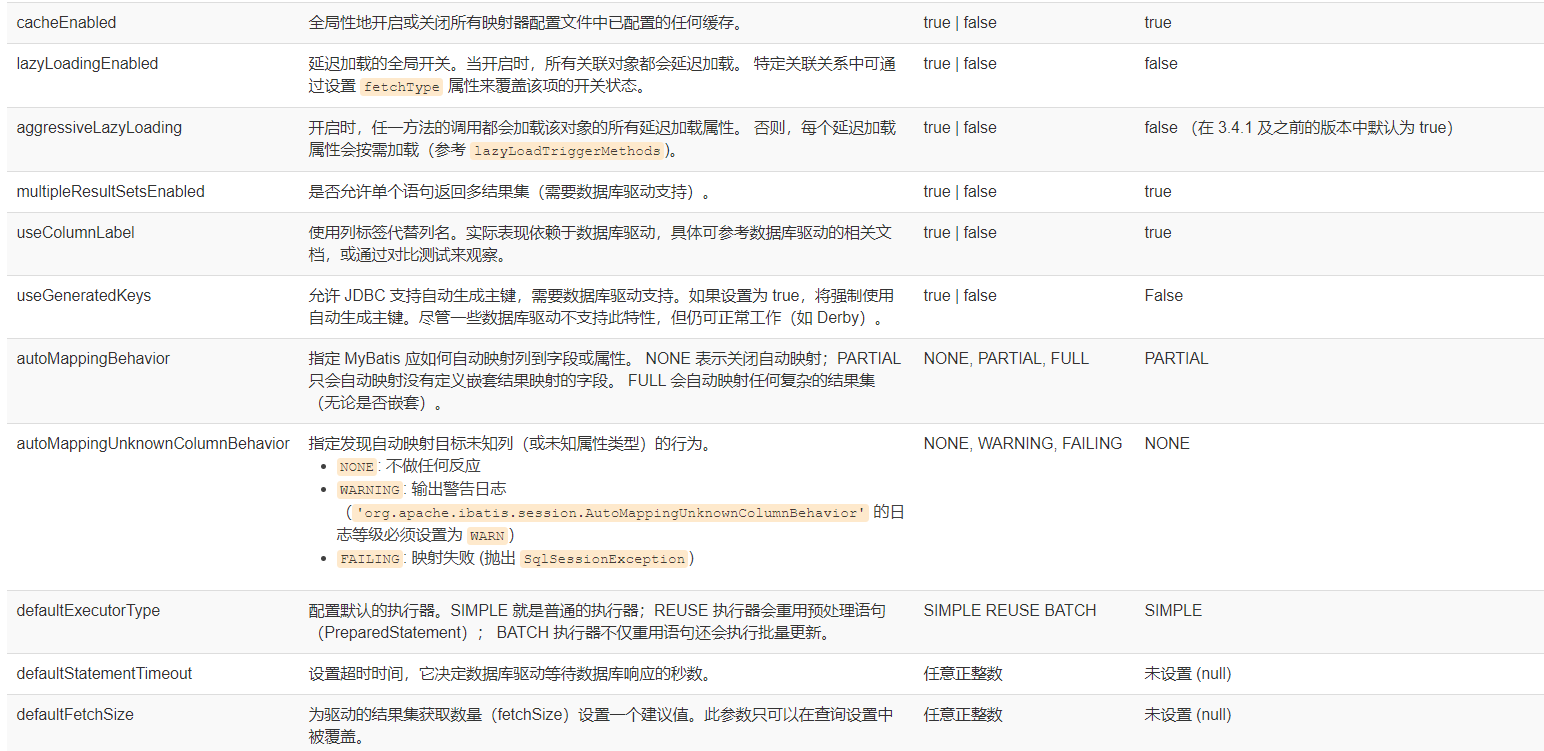 cacheEnabled 全局性地开启或关闭所有映射器配置文件中已配置的任何缓存。 true | false true
lazyLoadingEnabled 延迟加载的全局开关。当开启时，所有关联对象都会延迟加载。 特定关联关系中可通 true | false false
过设置 fetchType 属性来覆盖该项的开关状态。
aggressiveLazyLoading 开启时，任一方法的调用都会加载该对象的所有延迟加载属性。 否则，每个延迟加载 true | false false （在 3.4.1 及之前的版本中默认为 true）
属性会按需加载（参考 lazyLoadTriggerMethods)。
multipleResultSetsEnabled 是否允许单个语句返回多结果集（需要数据库驱动支持）。 true | false true
useColumnLabel 使用列标签代替列名。实际表现依赖于数据库驱动，具体可参考数据库驱动的相关文 true | false true
档，或通过对比测试来观察。
useGeneratedKeys 允许 JDBC 支持自动生成主键，需要数据库驱动支持。如果设置为 true，将强制使用 true | false False
自动生成主键。尽管一些数据库驱动不支持此特性，但仍可正常工作（如 Derby）。
autoMappingBehavior 指定 MyBatis 应如何自动映射列到字段或属性。 NONE 表示关闭自动映射；PARTIAL NONE, PARTIAL, FULL PARTIAL
只会自动映射没有定义嵌套结果映射的字段。 FULL 会自动映射任何复杂的结果集
（无论是否嵌套）。
autoMappingUnknownColumnBehavior 指定发现自动映射目标未知列（或未知属性类型）的行为。 NONE, WARNING, FAILING NONE
• NONE: 不做任何反应
• WARNING: 输出警告日志
（'org.apache.ibatis.session.AutoMappingUnknownColumnBehavior' 的日
志等级必须设置为 WARN）
• FAILING: 映射失败 (抛出 SqlSessionException)
defaultExecutorType 配置默认的执行器。SIMPLE 就是普通的执行器；REUSE 执行器会重用预处理语句 SIMPLE REUSE BATCH SIMPLE
（PreparedStatement）； BATCH 执行器不仅重用语句还会执行批量更新。
defaultStatementTimeout 设置超时时间，它决定数据库驱动等待数据库响应的秒数。 任意正整数 未设置 (null)
defaultFetchSize 为驱动的结果集获取数量（fetchSize）设置一个建议值。此参数只可以在查询设置中 任意正整数 未设置 (null)
被覆盖。